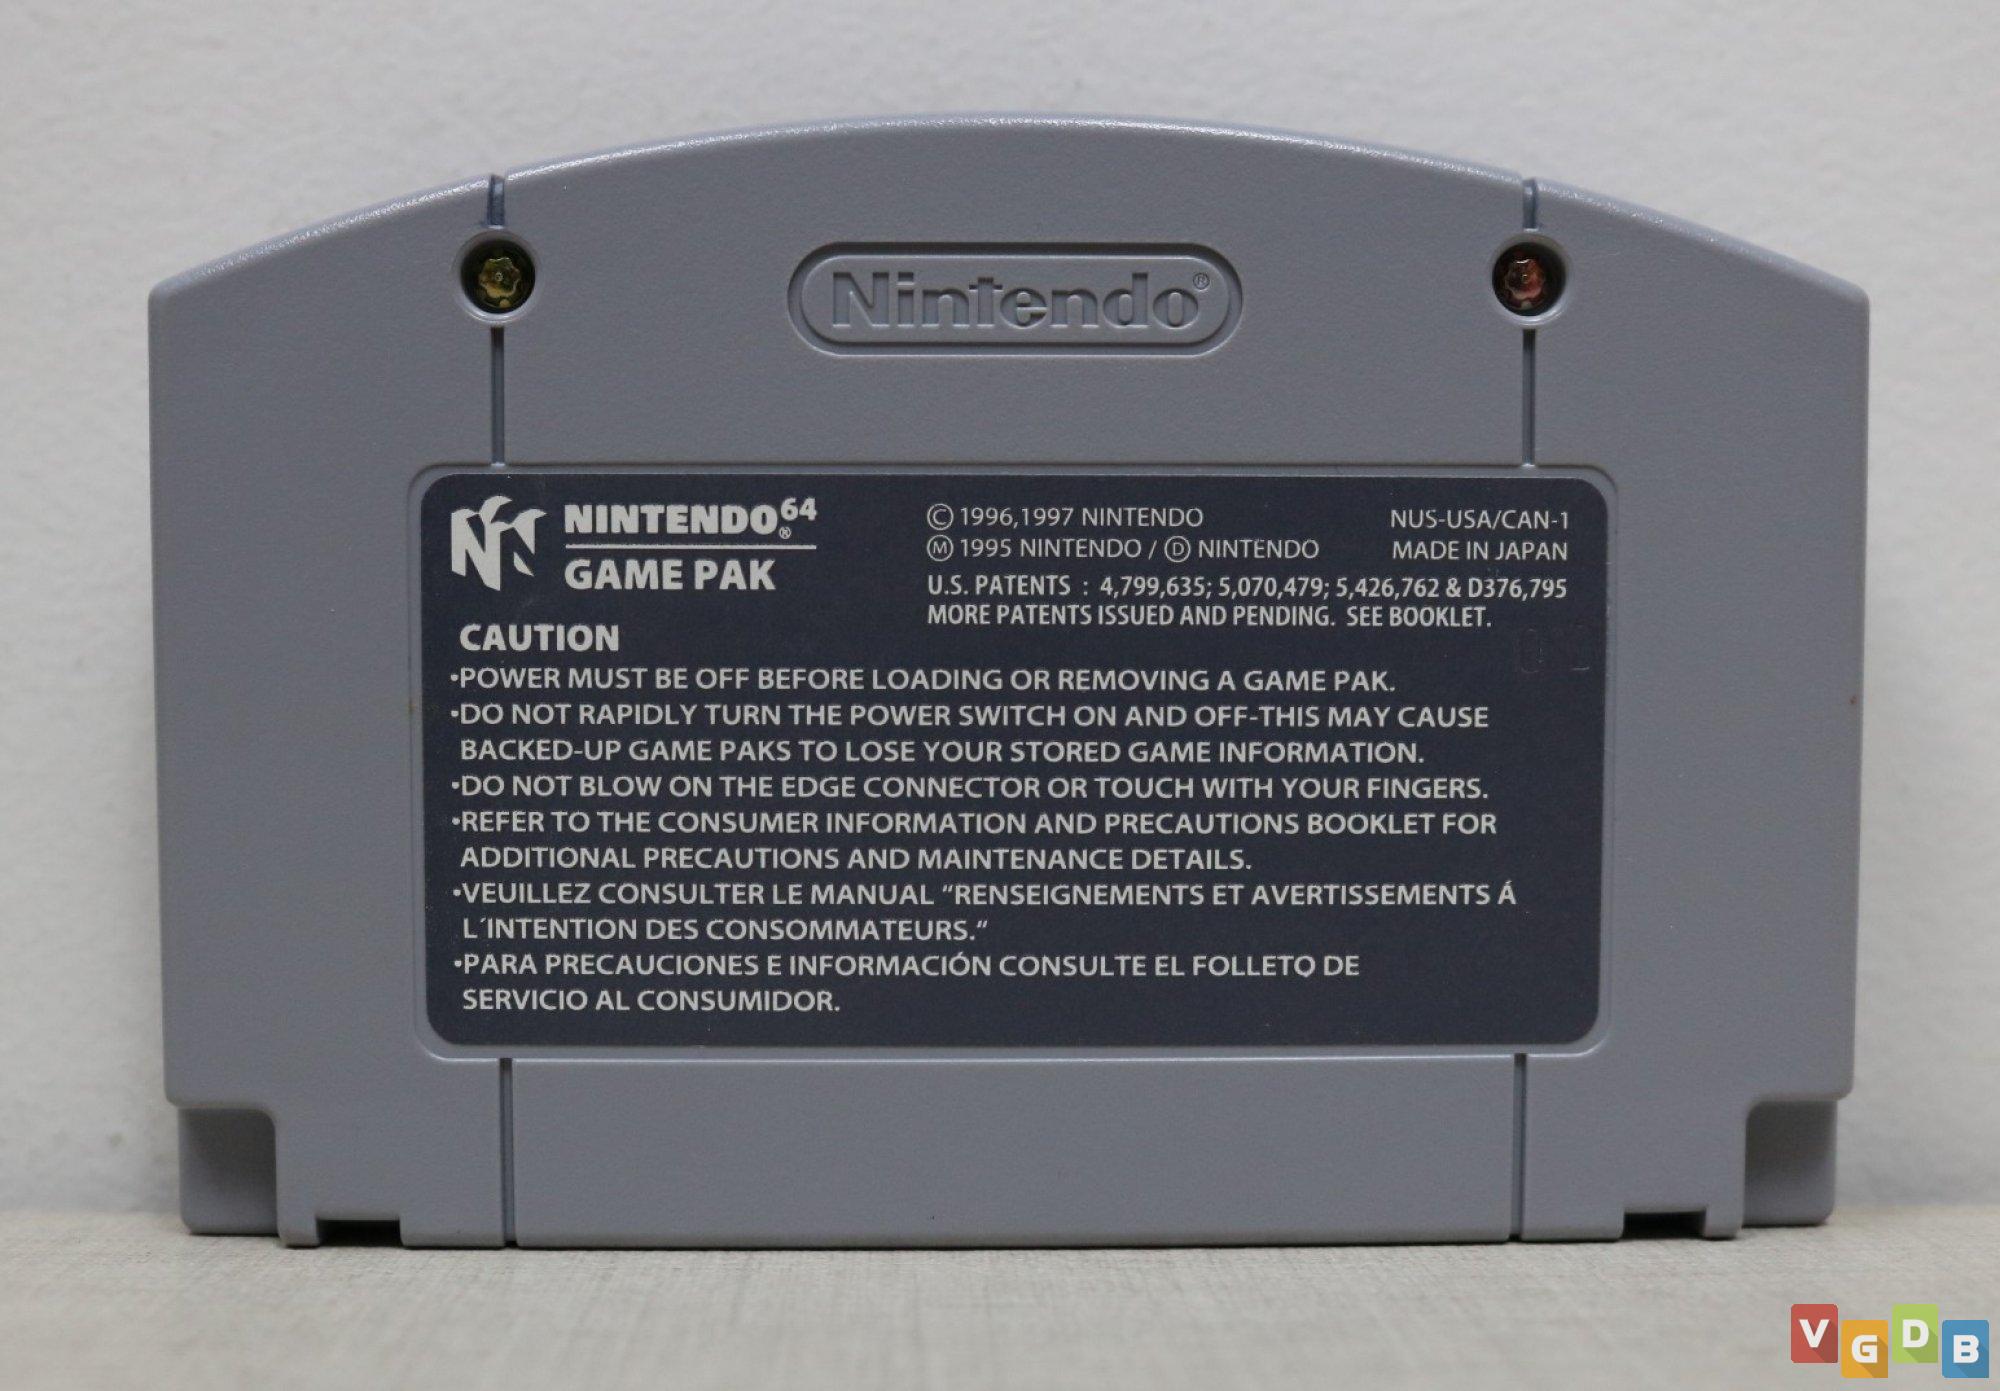 Nintendo®
NINTENDO64®
GAME PAK
© 1996,1997 NINTENDO
Ⓜ 1995 NINTENDO / Ⓓ NINTENDO
NUS-USA/CAN-1
MADE IN JAPAN
U.S. PATENTS : 4,799,635; 5,070,479; 5,426,762 & D376,795
MORE PATENTS ISSUED AND PENDING. SEE BOOKLET.
CAUTION
•POWER MUST BE OFF BEFORE LOADING OR REMOVING A GAME PAK.
•DO NOT RAPIDLY TURN THE POWER SWITCH ON AND OFF-THIS MAY CAUSE
BACKED-UP GAME PAKS TO LOSE YOUR STORED GAME INFORMATION.
•DO NOT BLOW ON THE EDGE CONNECTOR OR TOUCH WITH YOUR FINGERS.
•REFER TO THE CONSUMER INFORMATION AND PRECAUTIONS BOOKLET FOR
ADDITIONAL PRECAUTIONS AND MAINTENANCE DETAILS.
•VEUILLEZ CONSULTER LE MANUAL “RENSEIGNEMENTS ET AVERTISSEMENTS Á
L´INTENTION DES CONSOMMATEURS.“
•PARA PRECAUCIONES E INFORMACIÓN CONSULTE EL FOLLETO DE
SERVICIO AL CONSUMIDOR.
VGDB